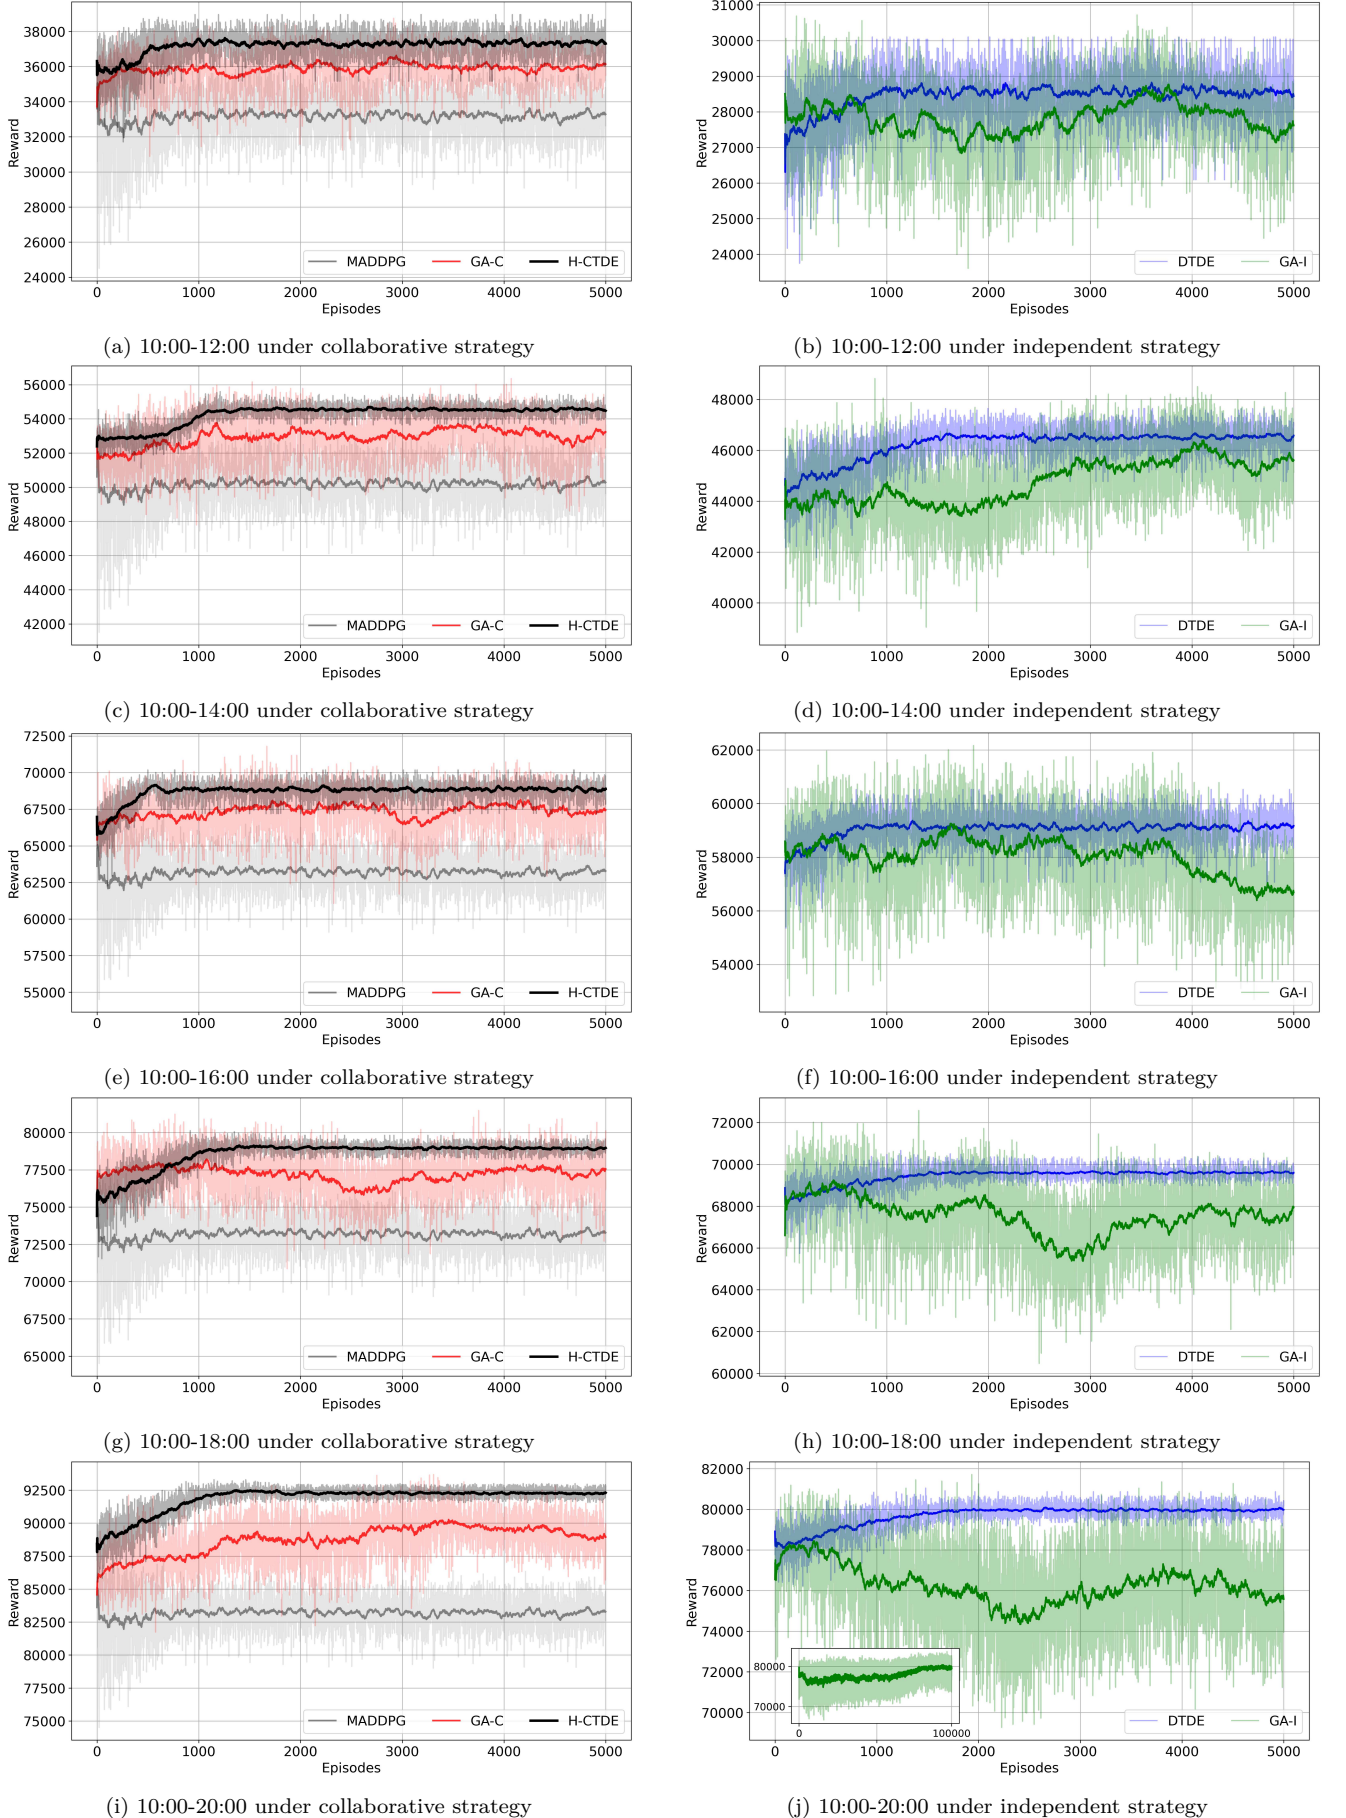 38000
36000
34000
32000
30000
28000
26000
24000
Reward
0 1000 2000 3000 4000 5000
Episodes
MADDPG GA-C H-CTDE
(a) 10:00-12:00 under collaborative strategy
31000
30000
29000
28000
27000
26000
25000
24000
Reward
0 1000 2000 3000 4000 5000
Episodes
DTDE GA-I
(b) 10:00-12:00 under independent strategy
56000
54000
52000
50000
48000
46000
44000
42000
Reward
0 1000 2000 3000 4000 5000
Episodes
MADDPG GA-C H-CTDE
(c) 10:00-14:00 under collaborative strategy
48000
46000
44000
42000
40000
Reward
0 1000 2000 3000 4000 5000
Episodes
DTDE GA-I
(d) 10:00-14:00 under independent strategy
72500
70000
67500
65000
62500
60000
57500
55000
Reward
0 1000 2000 3000 4000 5000
Episodes
MADDPG GA-C H-CTDE
(e) 10:00-16:00 under collaborative strategy
62000
60000
58000
56000
54000
Reward
0 1000 2000 3000 4000 5000
Episodes
DTDE GA-I
(f) 10:00-16:00 under independent strategy
80000
77500
75000
72500
70000
67500
65000
Reward
0 1000 2000 3000 4000 5000
Episodes
MADDPG GA-C H-CTDE
(g) 10:00-18:00 under collaborative strategy
72000
70000
68000
66000
64000
62000
60000
Reward
0 1000 2000 3000 4000 5000
Episodes
DTDE GA-I
(h) 10:00-18:00 under independent strategy
92500
90000
87500
85000
82500
80000
77500
75000
Reward
0 1000 2000 3000 4000 5000
Episodes
MADDPG GA-C H-CTDE
(i) 10:00-20:00 under collaborative strategy
82000
80000
78000
76000
74000
72000
70000
Reward
80000
70000
0 100000
0 1000 2000 3000 4000 5000
Episodes
DTDE GA-I
(j) 10:00-20:00 under independent strategy